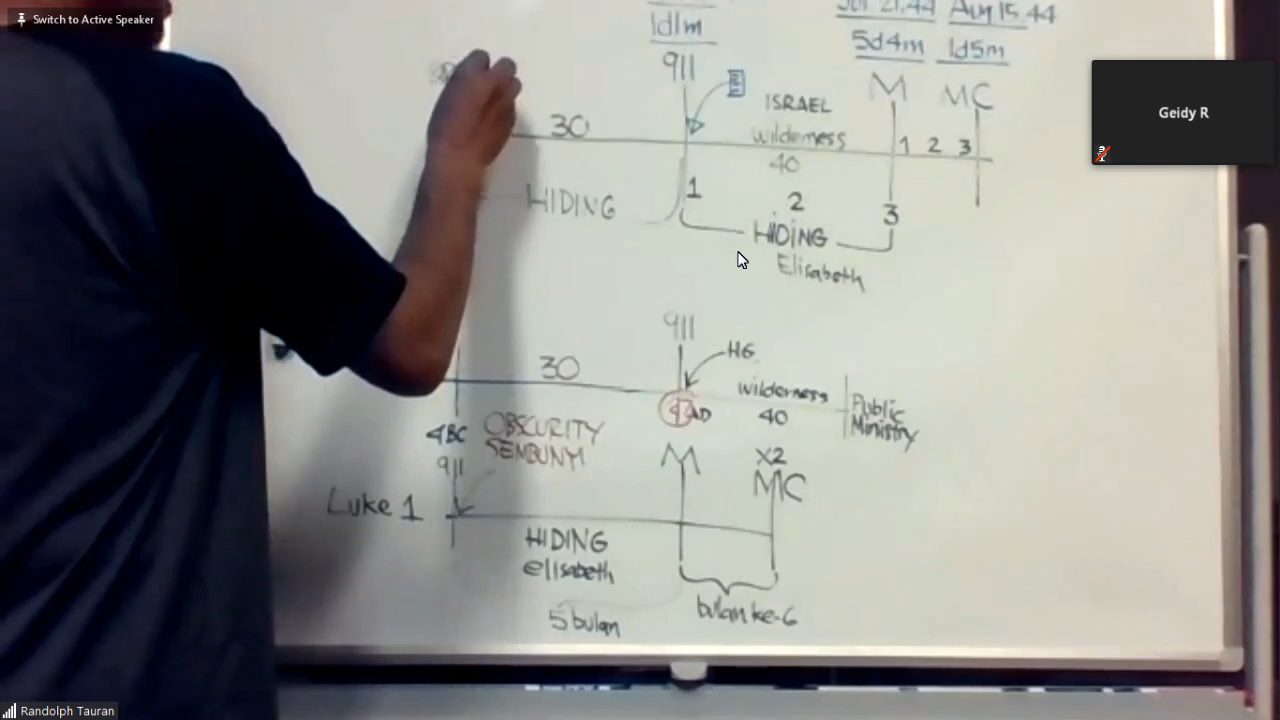 Switch to Active Speaker
1d1m
Jul 21.44 Aug 15.44
5d4m 1d5m
911
M MC
Geidy R
ISRAEL
30
wilderness
1 2 3
40
HIDING
1
2
3
HIDING
Elisabeth
911
HG.
30
wilderness
40
Public
Ministry
AD
4BC
OBSCURITY
SEMBUNYI
911
M
X2
MC
Luke 1
HIDING
elisabeth
5 bulan
bulan ke-6
Randolph Tauran